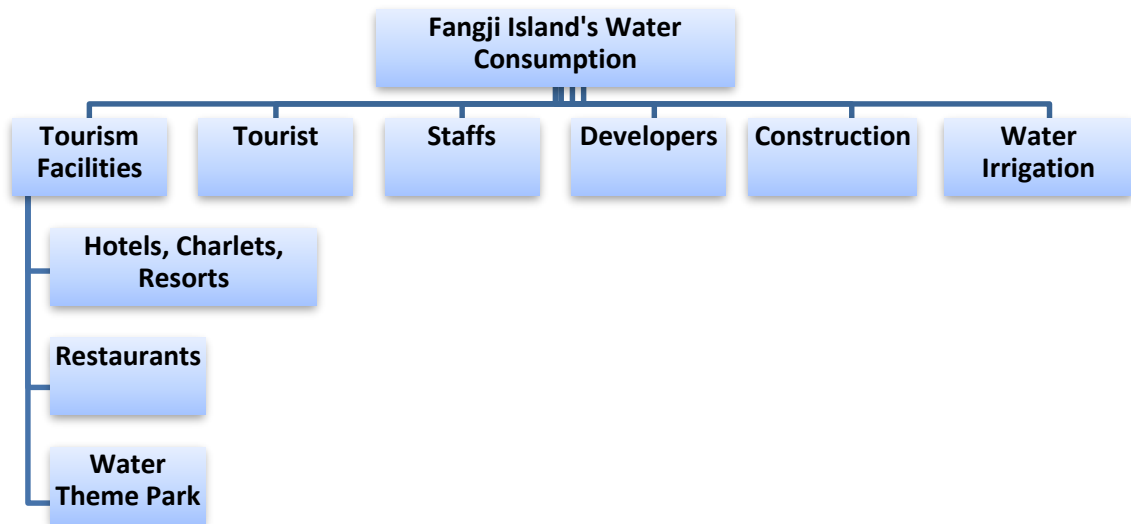 Fangji Island's Water
Consumption
Tourism
Facilities
Tourist
Staffs
Developers
Construction
Water
Irrigation
Hotels, Charlets,
Resorts
Restaurants
Water
Theme Park